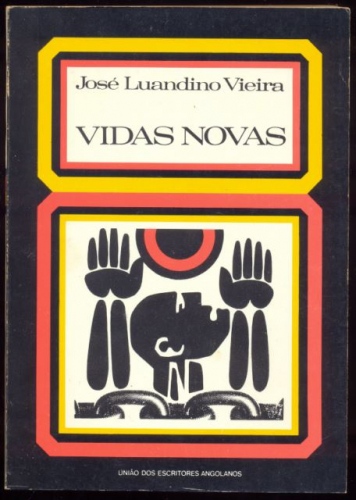 José Luandino Vieira
VIDAS NOVAS
UNIÃO DOS ESCRITORES ANGOLANOS